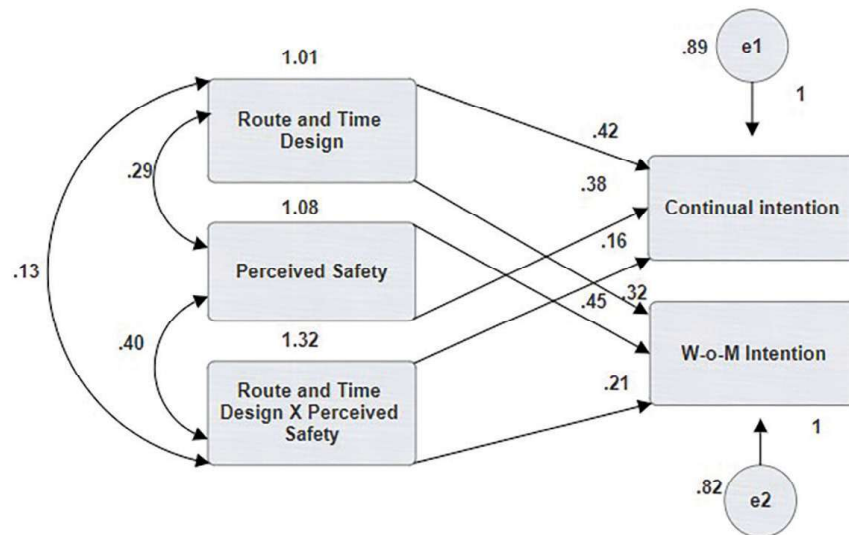 1.01
.89
e1
1
Route and Time
Design
.42
.29
.38
Continual intention
1.08
.16
.13
Perceived Safety
.45
.32
.40
1.32
W-o-M Intention
Route and Time
Design X Perceived
Safety
.21
1
.82
e2